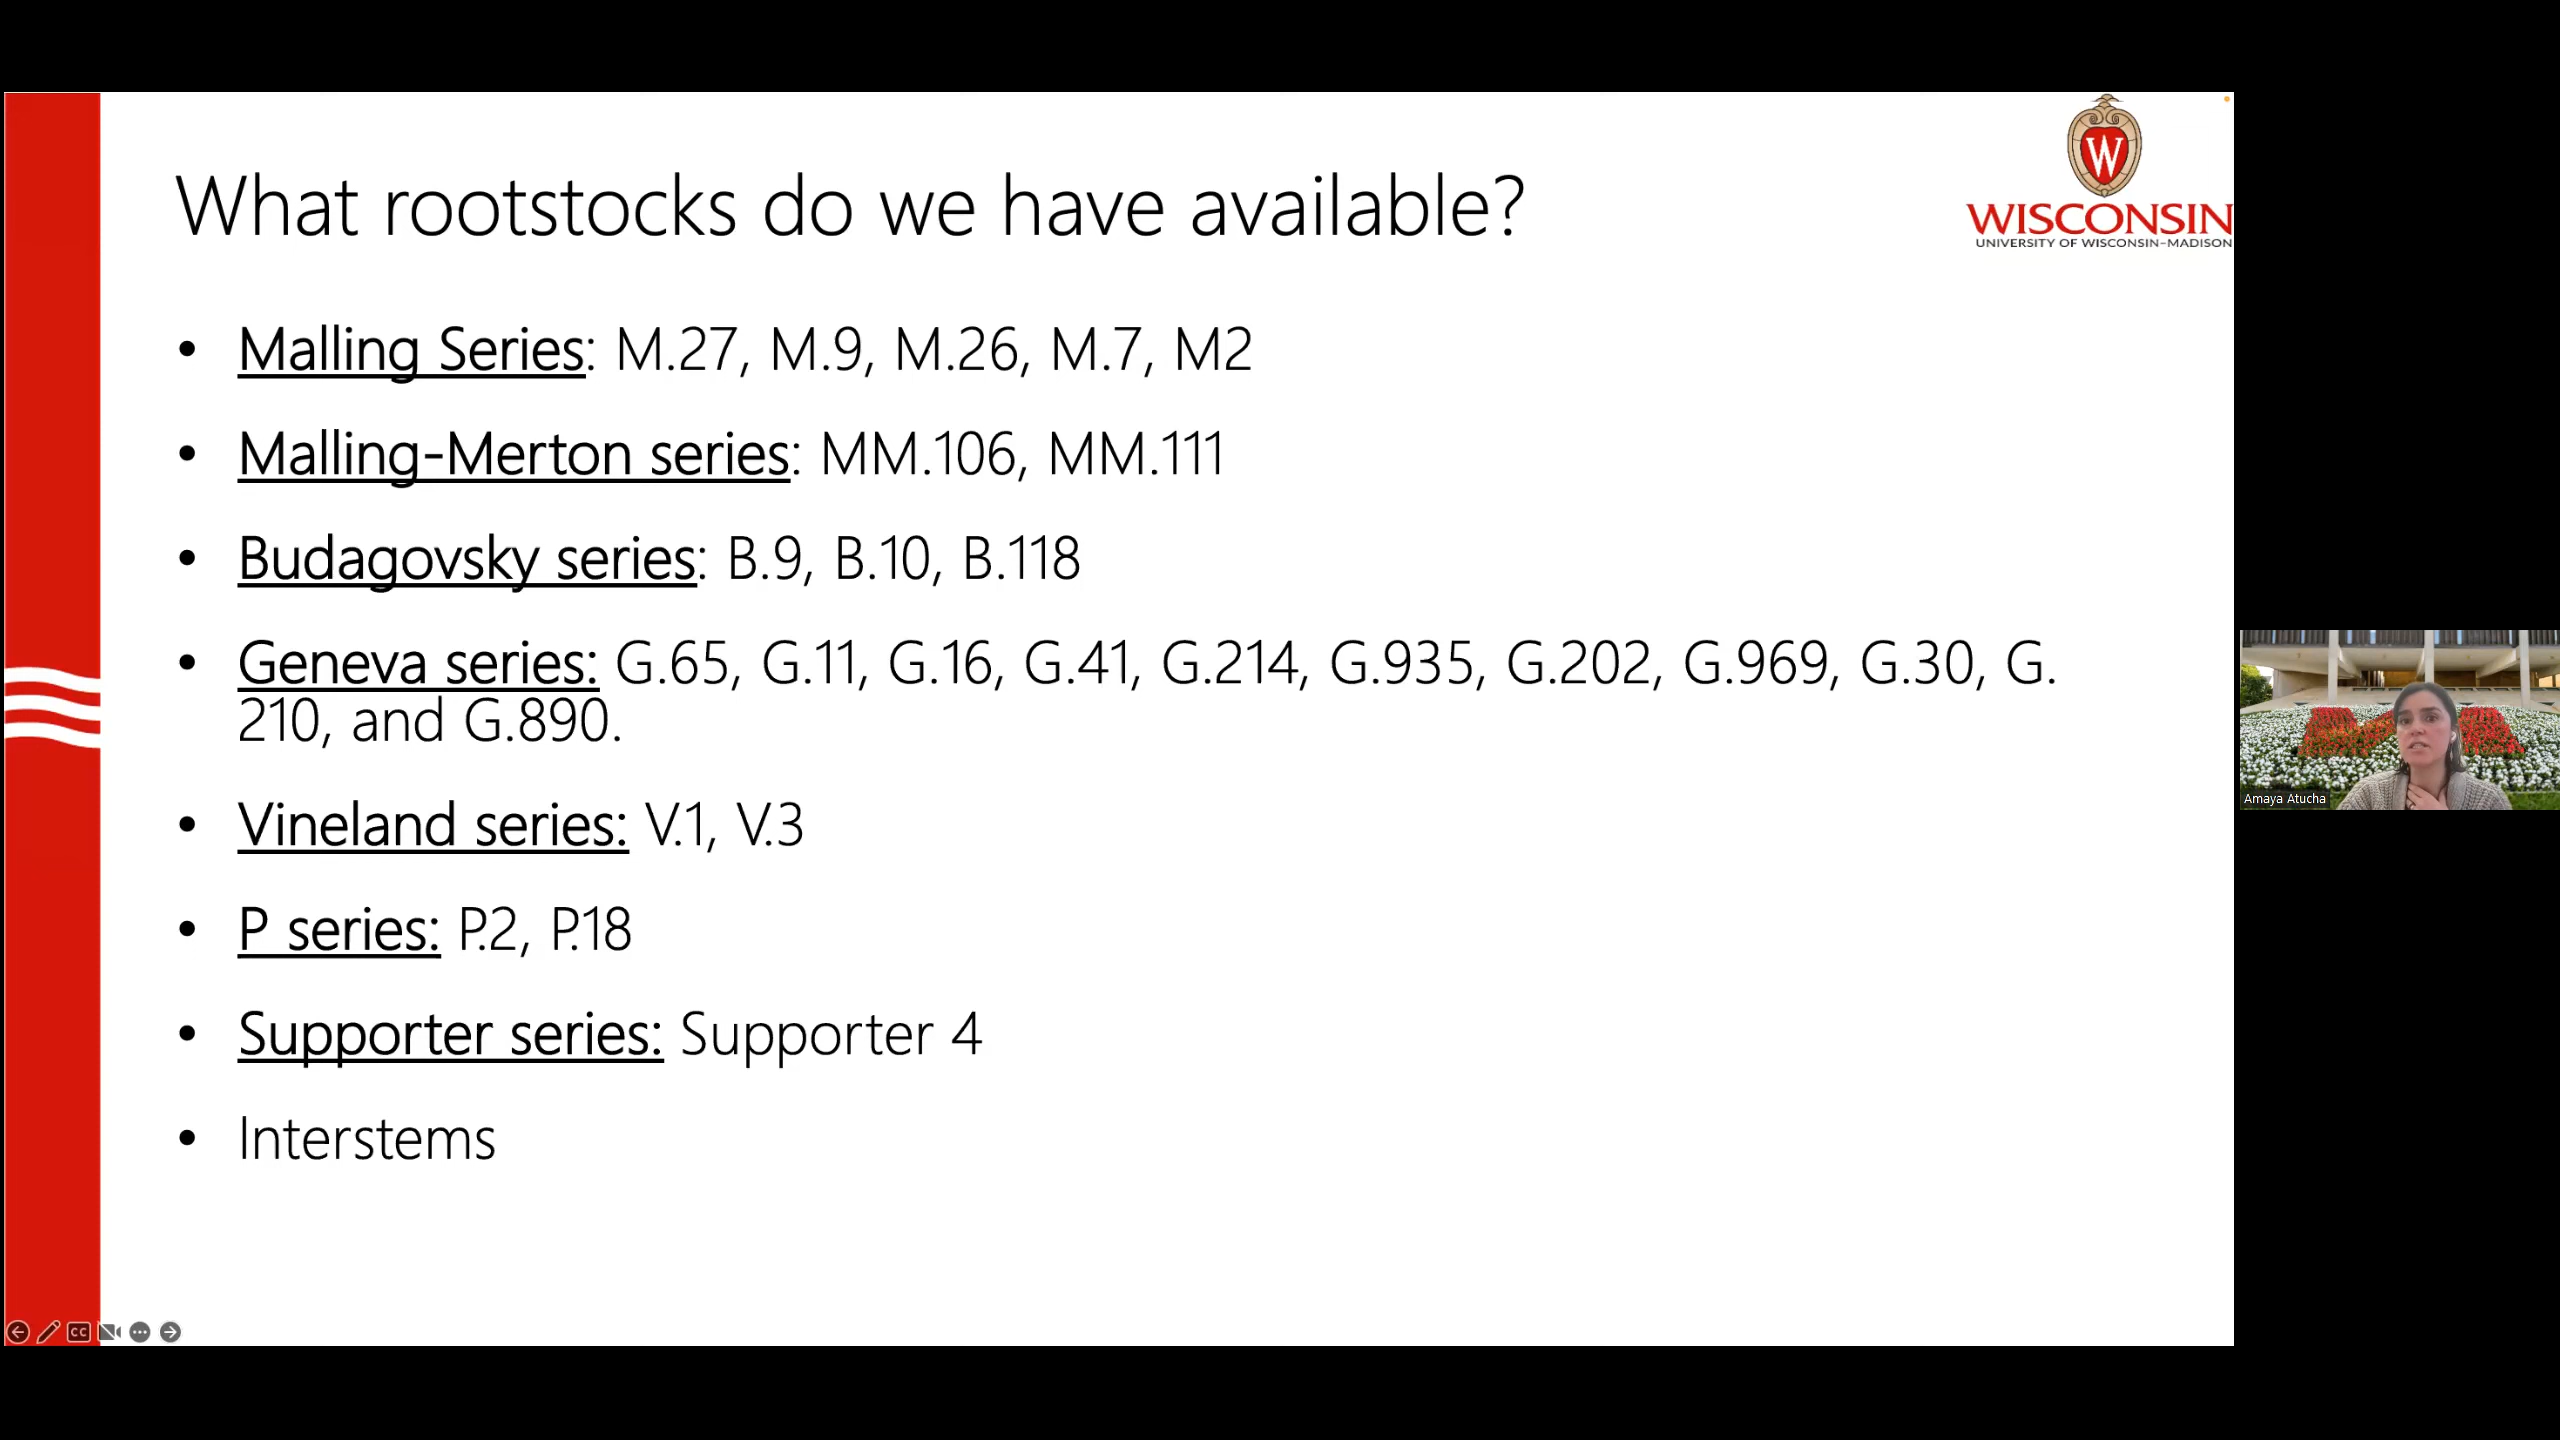 What rootstocks do we have available?
W
WISCONSIN
UNIVERSITY OF WISCONSIN–MADISON
• Malling Series: M.27, M.9, M.26, M.7, M2
• Malling-Merton series: MM.106, MM.111
• Budagovsky series: B.9, B.10, B.118
• Geneva series: G.65, G.11, G.16, G.41, G.214, G.935, G.202, G.969, G.30, G.
210, and G.890.
• Vineland series: V.1, V.3
• P series: P.2, P.18
• Supporter series: Supporter 4
• Interstems
Amaya Atucha
CC